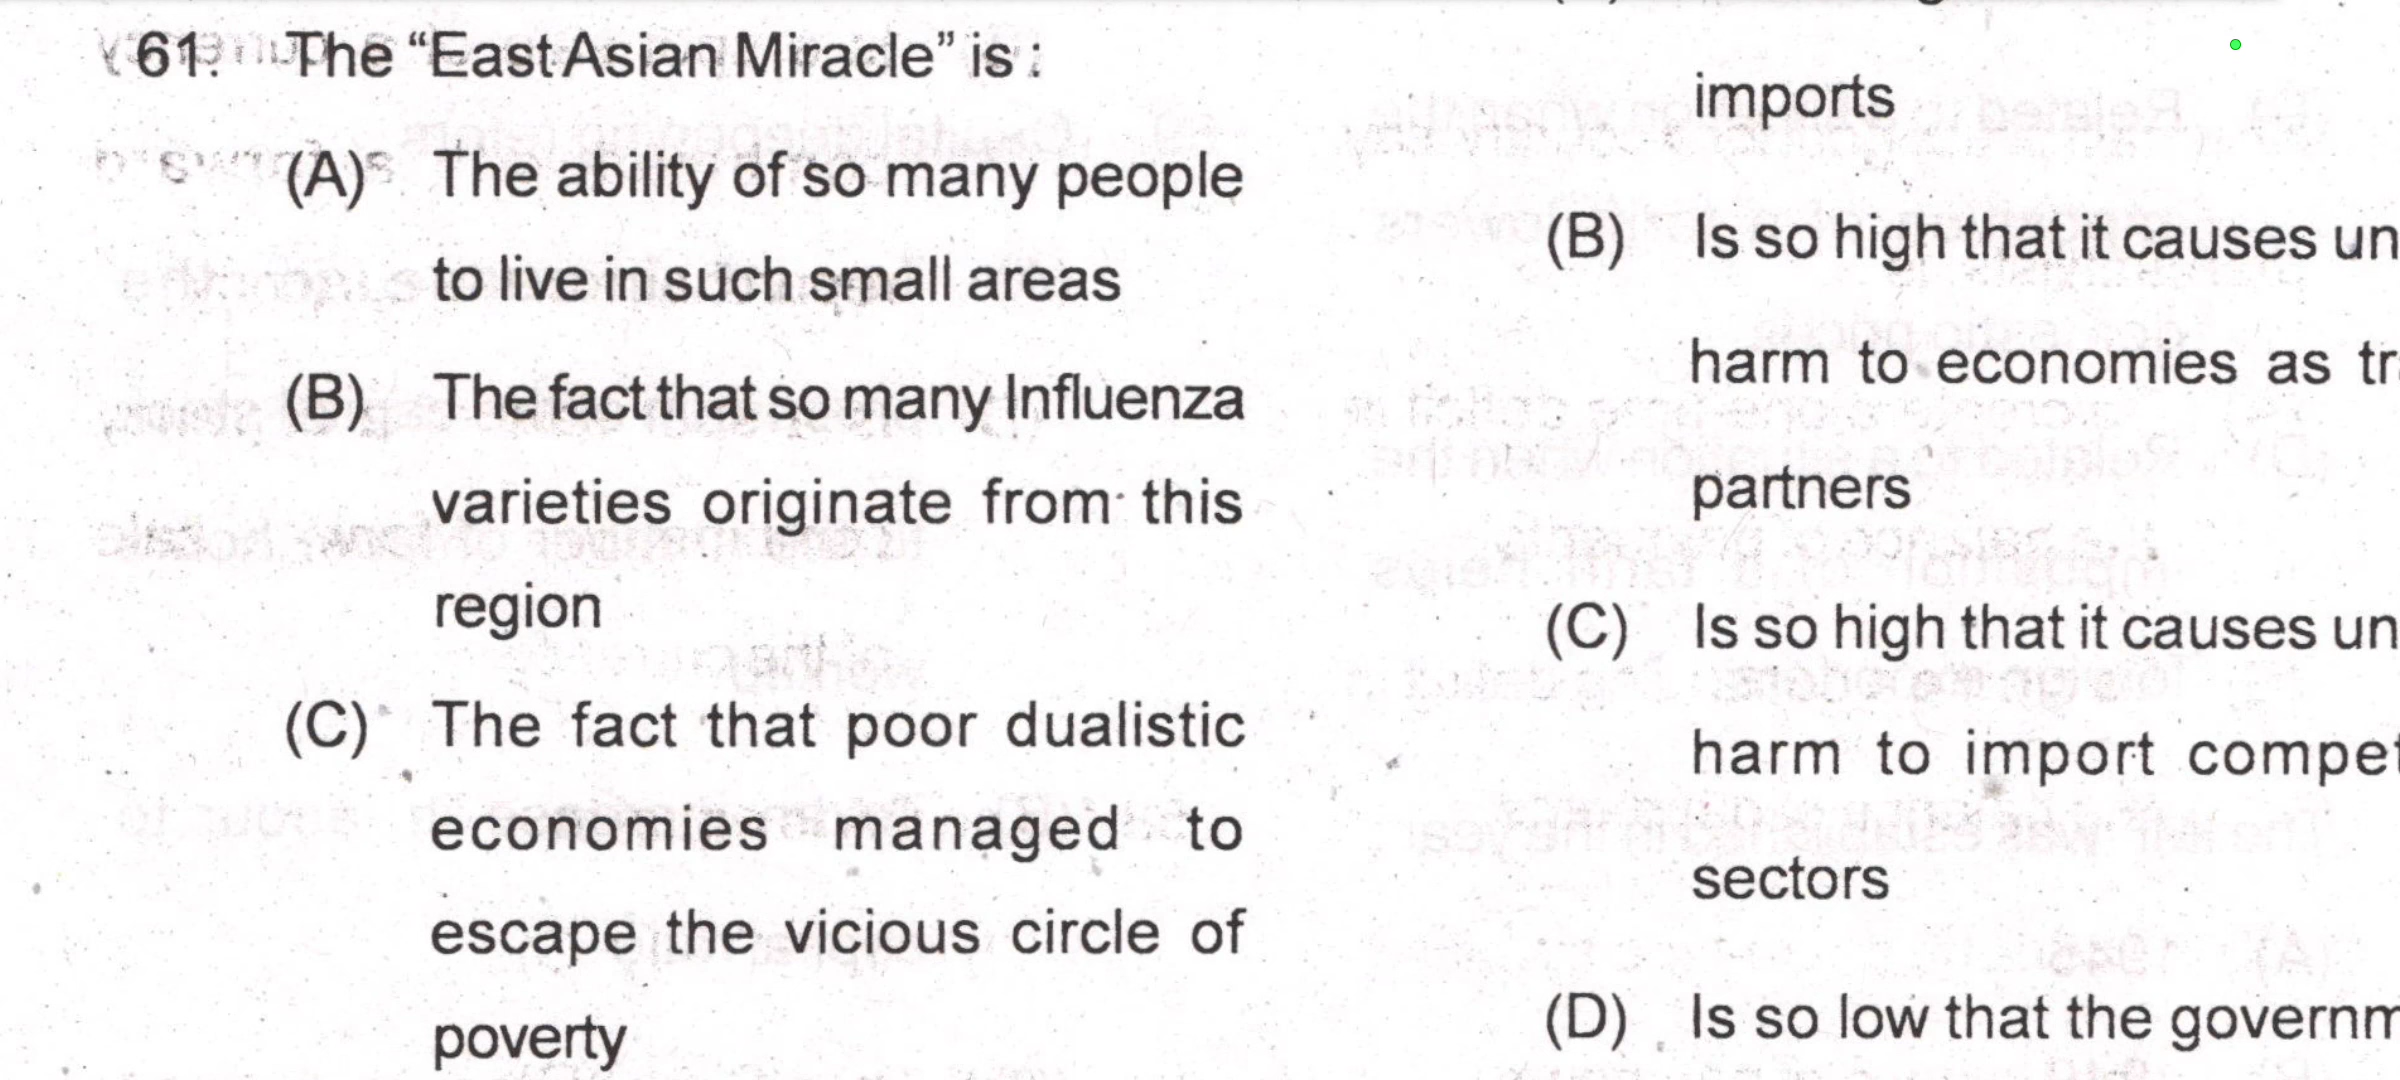 61. The “East Asian Miracle” is :
(A) The ability of so many people
to live in such small areas
(B) The fact that so many Influenza
varieties originate from this
region
(C) The fact that poor dualistic
economies managed to
escape the vicious circle of
poverty
imports
(B) Is so high that it causes un
harm to economies as
partners
(C) Is so high that it causes un
harm to import compet
sectors
(D) Is so low that the governm